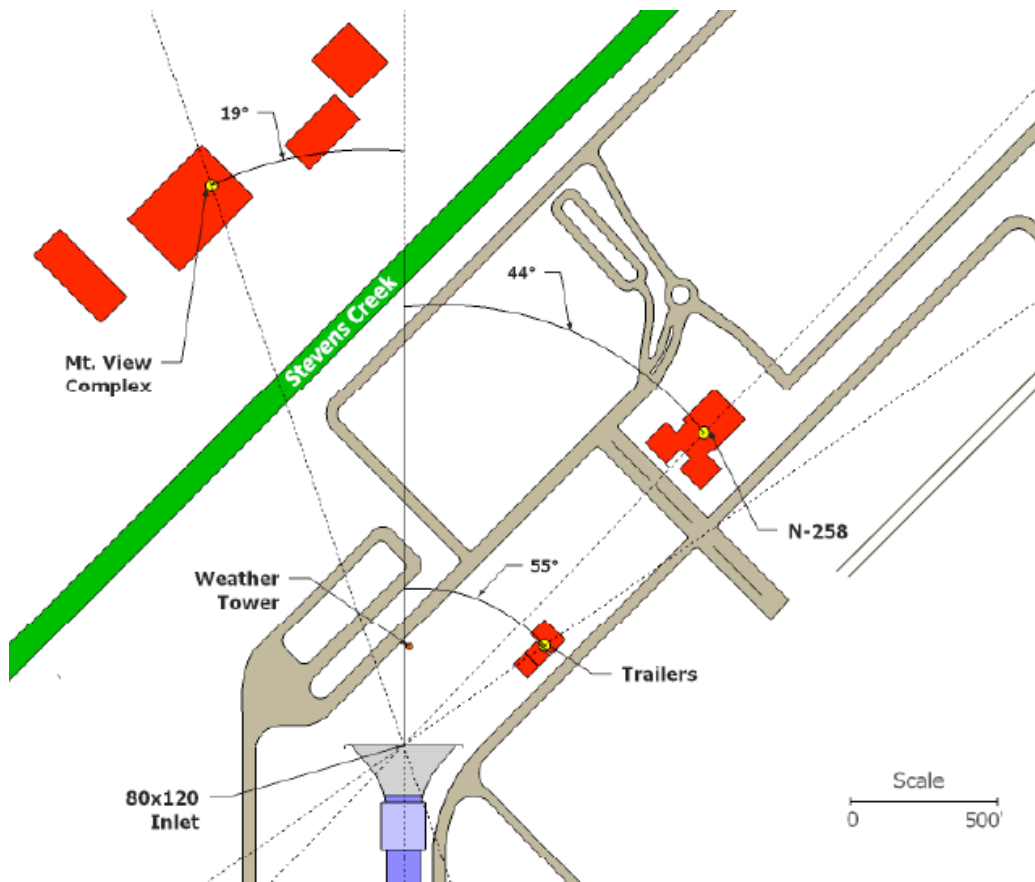 19°
44°
Stevens Creek
Mt. View
Complex
N-258
55°
Weather
Tower
Trailers
80x120
Inlet
Scale
0 500'